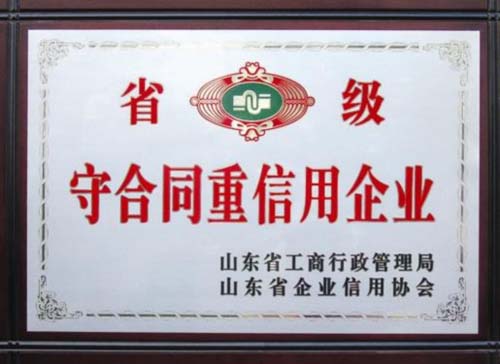 省 级
守合同重信用企业
山东省工商行政管理局
山东省企业信用协会